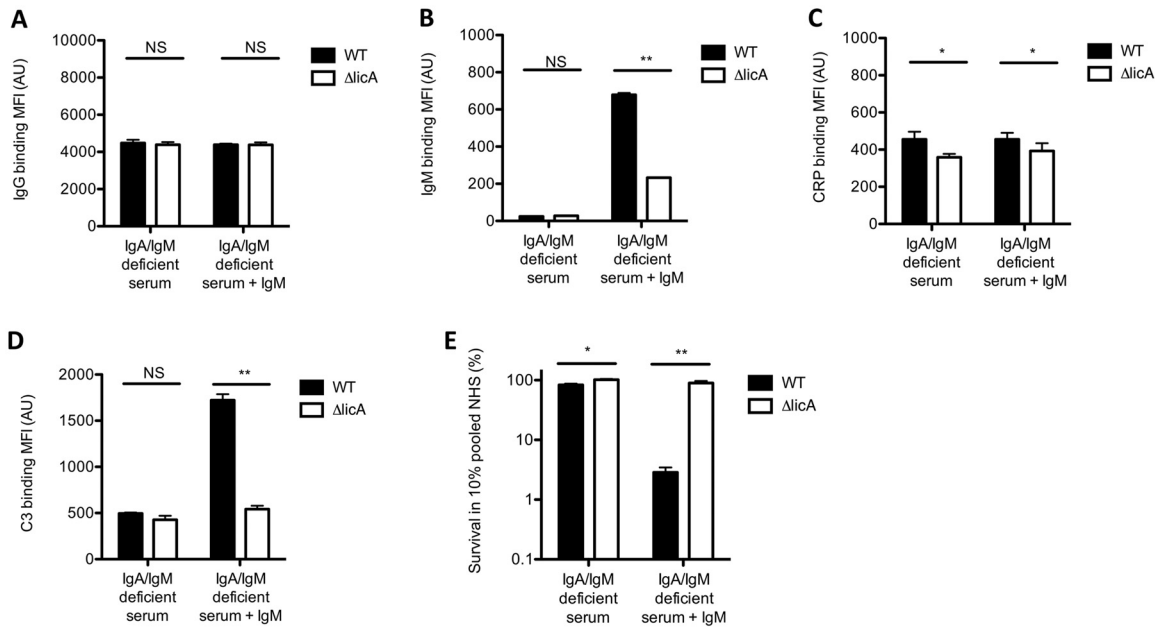 A
IgG binding MFI (AU)
10000
8000
6000
4000
2000
0
NS
NS
WT
ΔlicA
IgA/IgM
deficient
serum
IgA/IgM
deficient
serum + IgM
B
IgM binding MFI (AU)
1000
800
600
400
200
0
NS
**
WT
ΔlicA
IgA/IgM
deficient
serum
IgA/IgM
deficient
serum + IgM
C
CRP binding MFI (AU)
1000
800
600
400
200
0
*
*
WT
ΔlicA
IgA/IgM
deficient
serum
IgA/IgM
deficient
serum + IgM
D
C3 binding MFI (AU)
2000
1500
1000
500
0
NS
**
WT
ΔlicA
IgA/IgM
deficient
serum
IgA/IgM
deficient
serum + IgM
E
Survival in 10% pooled NHS (%)
100
10
1
0.1
*
**
WT
ΔlicA
IgA/IgM
deficient
serum
IgA/IgM
deficient
serum + IgM